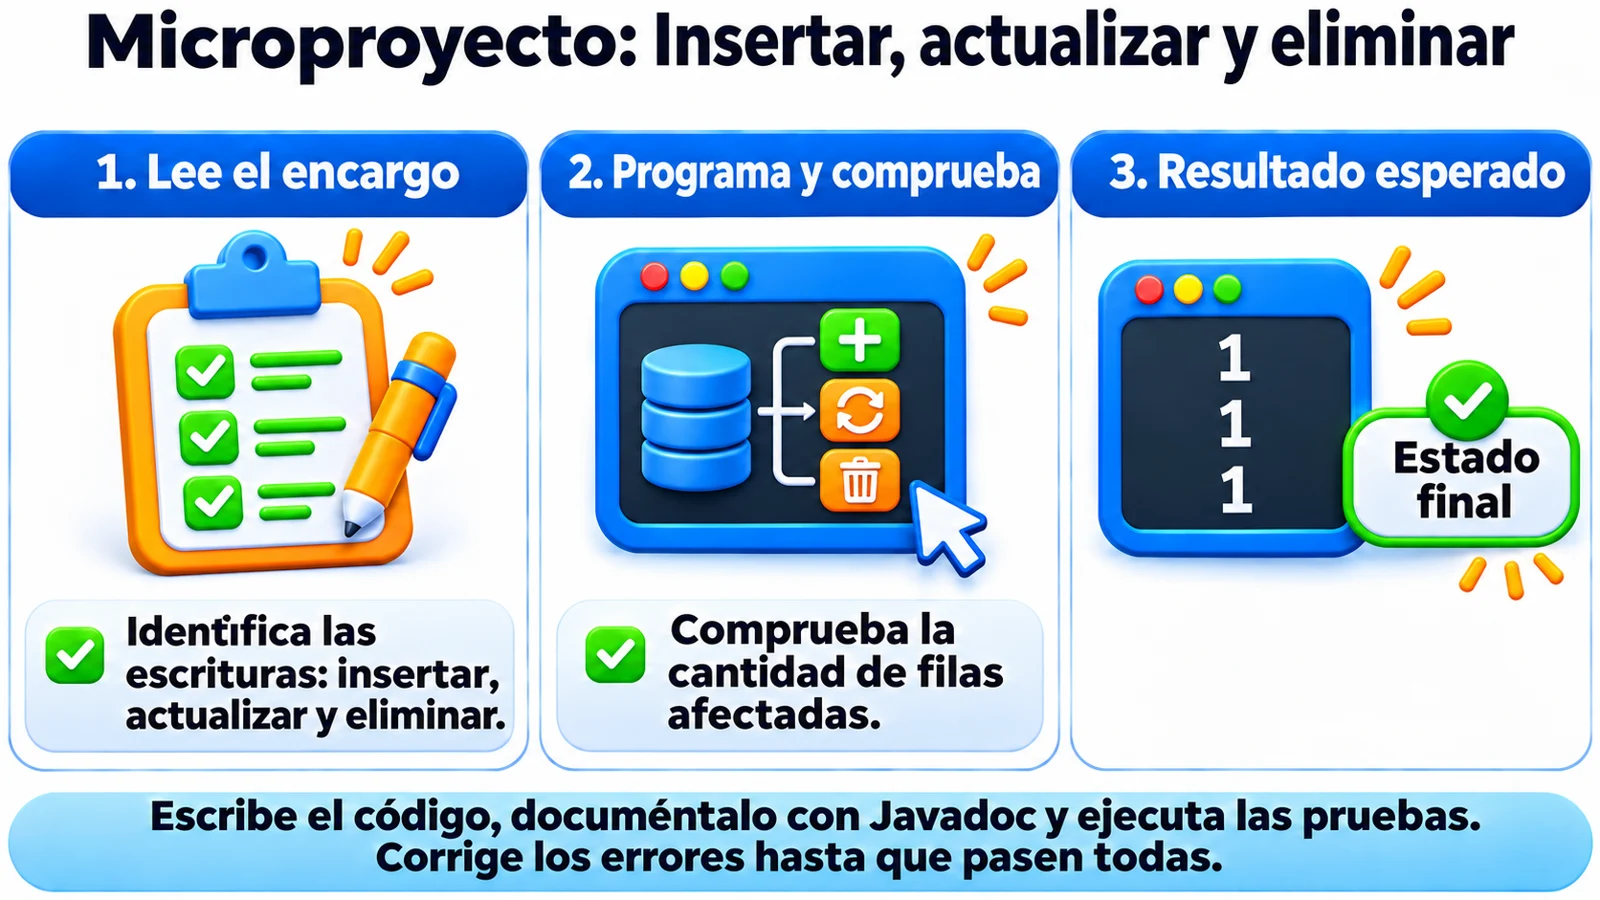 Microproyecto: Insertar, actualizar y eliminar
1. Lee el encargo
Identifica las
escrituras: insertar,
actualizar y eliminar.
2. Programa y comprueba
Comprueba la
cantidad de filas
afectadas.
3. Resultado esperado
1
1
1
Estado
final
Escribe el código, documéntalo con Javadoc y ejecuta las pruebas.
Corrige los errores hasta que pasen todas.